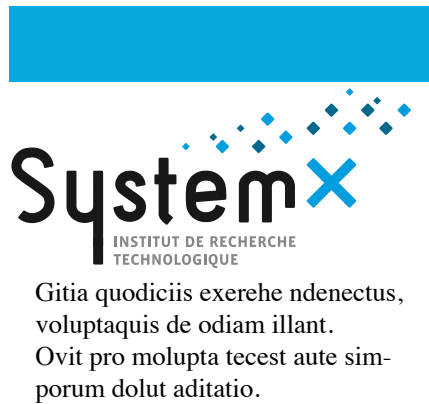 SystemX
INSTITUT DE RECHERCHE
TECHNOLOGIQUE
Gitia quodiciis exerehe ndenectus,
voluptaquis de odiam illant.
Ovit pro molupta tecest aute sim-
porum dolut aditatio.